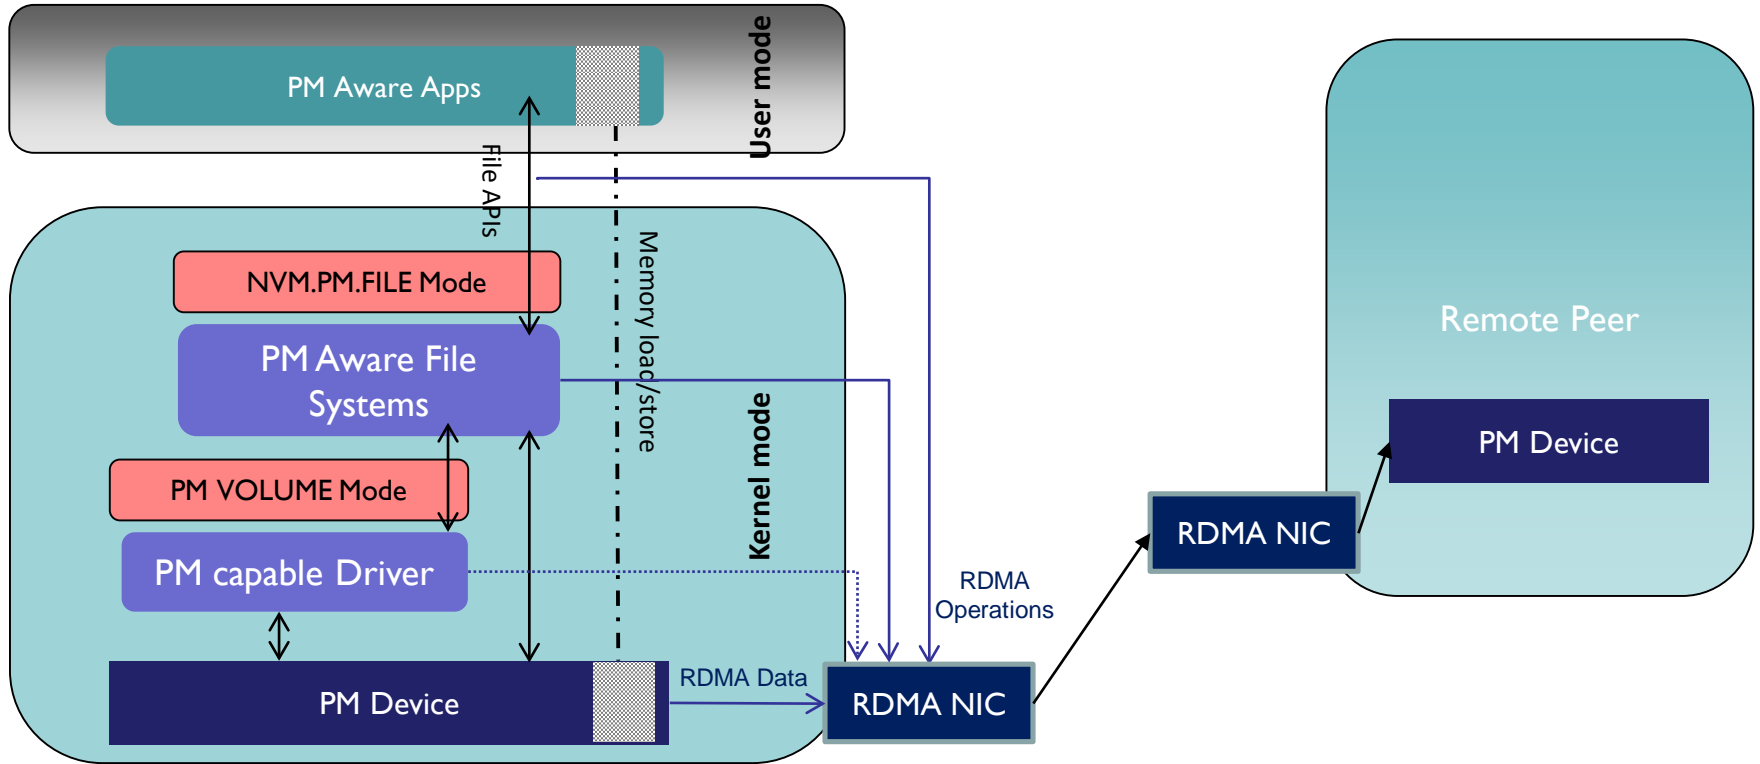 PM Aware Apps
User mode
File APIs
NVM.PM.FILE Mode
Memory load/store
PM Aware File
Systems
Kernel mode
PM VOLUME Mode
PM capable Driver
RDMA
Operations
PM Device
RDMA Data
RDMA NIC
RDMA NIC
Remote Peer
PM Device